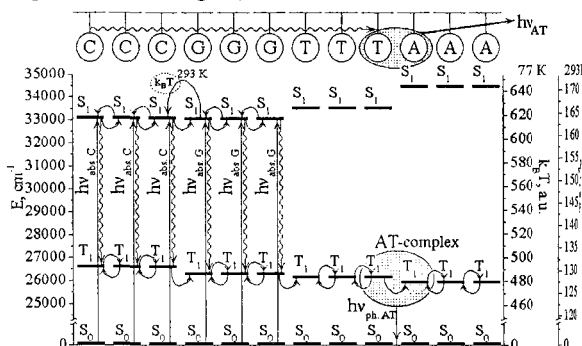 hν_AT
C C C G G G T T T A A A
35000
34000
33000
32000
31000
30000
29000
28000
27000
26000
25000
0
E, cm⁻¹
k_BT
293 K
S₁ S₁ S₁ S₁ S₁ S₁ S₁ S₁ S₁ S₁ S₁ S₁
hν_abs. C hν_abs. C hν_abs. C hν_abs. G hν_abs. G hν_abs. G
T₁ T₁ T₁ T₁ T₁ T₁ T₁ T₁ T₁ T₁ T₁ T₁
AT-complex
hν_ph. AT
S₀ S₀ S₀ S₀ S₀ S₀ S₀ S₀ S₀ S₀ S₀ S₀
77 K
640
620
600
580
560
540
520
500
480
460
0
k_BT, a.u.
293K
170
165
160
155
145
140
135
130
125
120
0